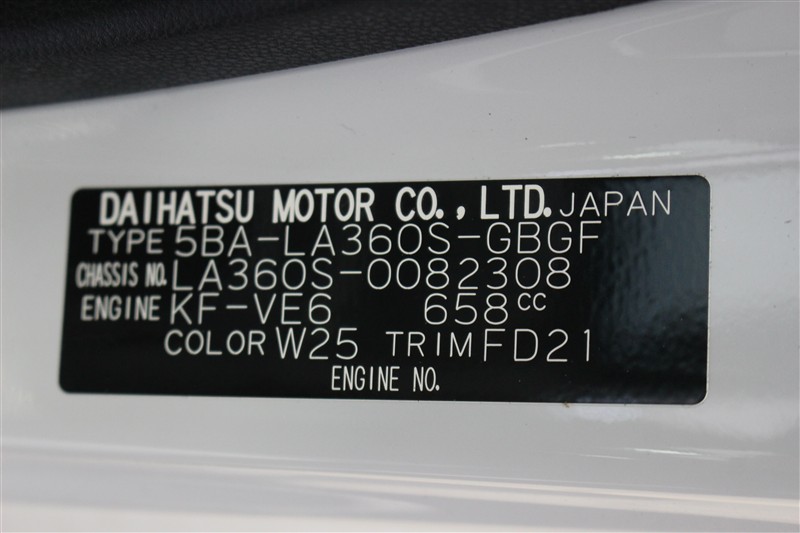 DAIHATSU MOTOR CO., LTD. JAPAN
TYPE 5BA-LA360S-GBGF
CHASSIS NO. LA360S-0082308
ENGINE KF-VE6 658cc
COLOR W25 TRIM FD21
ENGINE NO.